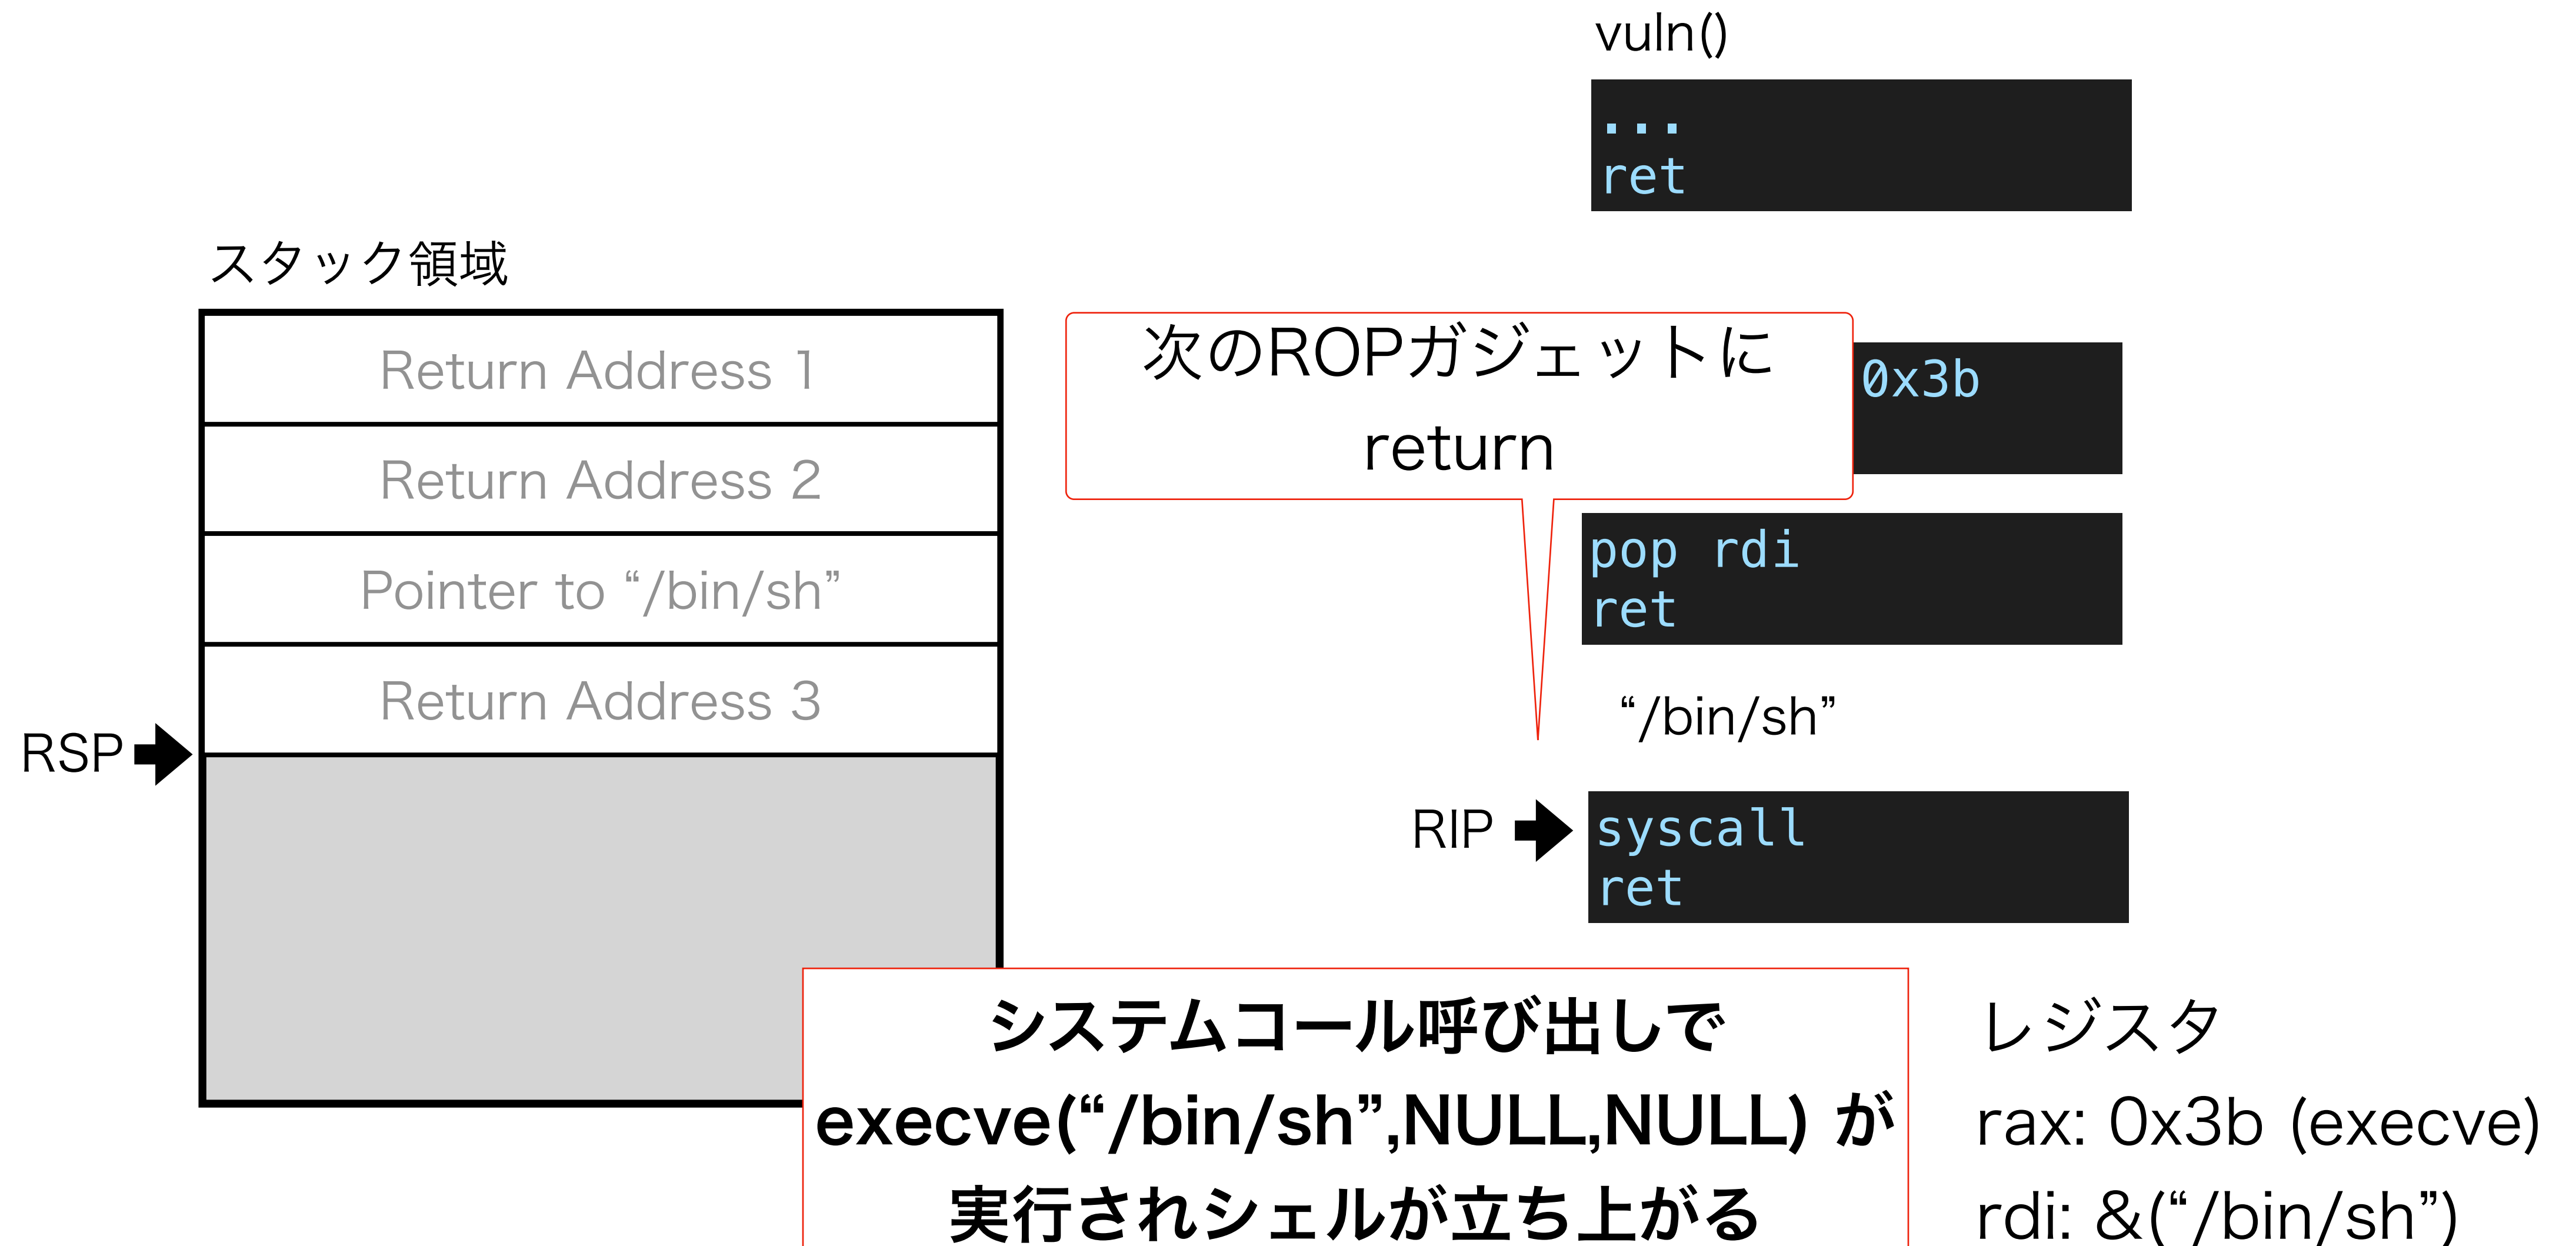 vuln()
...
ret
スタック領域
Return Address 1
Return Address 2
Pointer to “/bin/sh”
Return Address 3
RSP
次のROPガジェットに
return
0x3b
pop rdi
ret
“/bin/sh”
RIP
syscall
ret
システムコール呼び出しで
execve(“/bin/sh”,NULL,NULL) が
実行されシェルが立ち上がる
レジスタ
rax: 0x3b (execve)
rdi: &(“/bin/sh”)